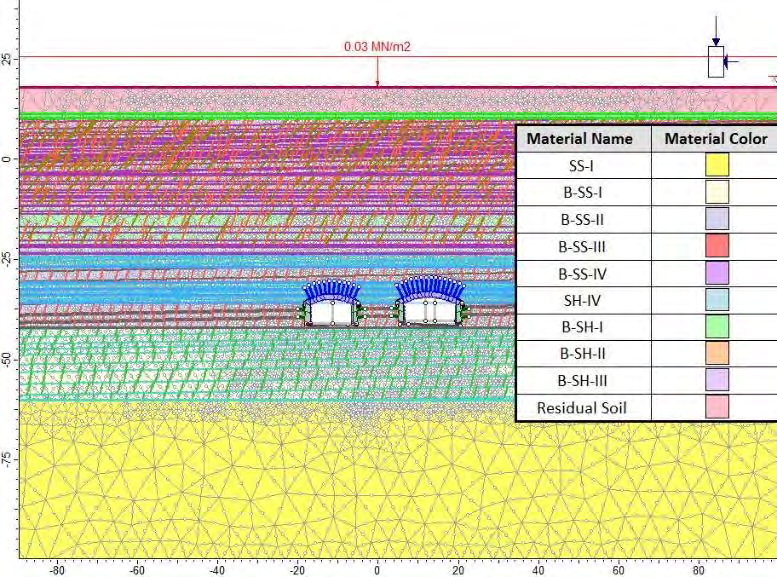 0.03 MN/m2
25
0
-25
-50
-75
Material Name Material Color
SS-I
B-SS-I
B-SS-II
B-SS-III
B-SS-IV
SH-IV
B-SH-I
B-SH-II
B-SH-III
Residual Soil
-80 -60 -40 -20 0 20 40 60 80